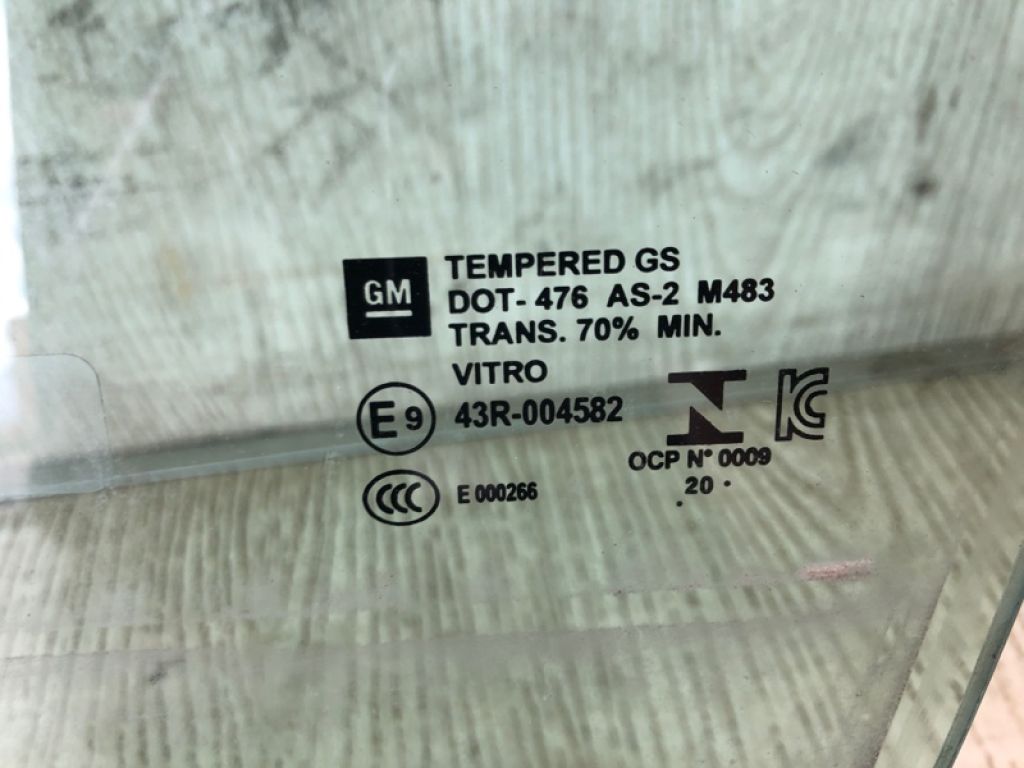 GM
TEMPERED GS
DOT- 476 AS-2 M483
TRANS. 70% MIN.
VITRO
E9 43R-004582
N KC
OCP N° 0009
CCC E 000266
. 20 .